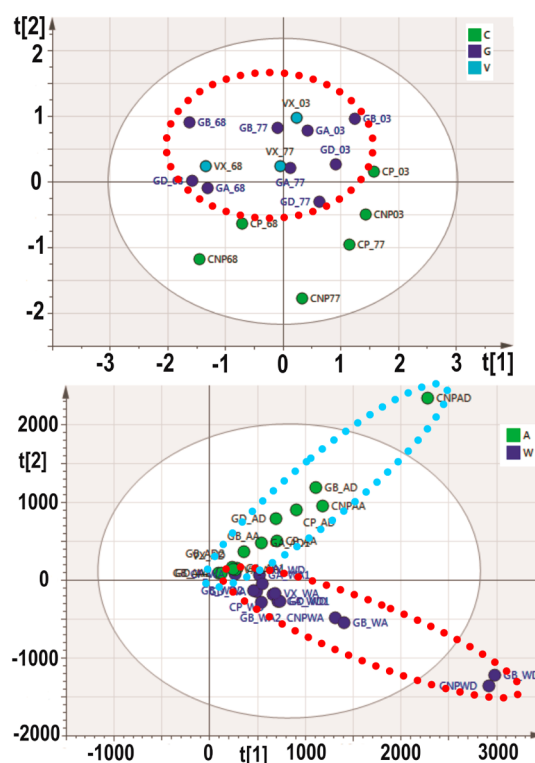 t[2]
2
1
0
-1
-2
C
G
V
VX_03
GB_68
GB_77
GA_03
GB_03
VX_68
VX_77
GD_03
CP_03
GD_68
GA_68
GA_77
GD_77
CP_68
CNP03
CP_77
CNP68
CNP77
-3 -2 -1 0 1 2 3
t[1]
2000
t[2]
1000
0
-1000
-2000
A
W
CNPAD
GB_AD
CNPAA
GD_AD
CP_AD
GB_AA
VX_WA
CNPWA
GB_WA
GB_WD
CNPWD
-1000 0 1000 2000 3000
t[1]